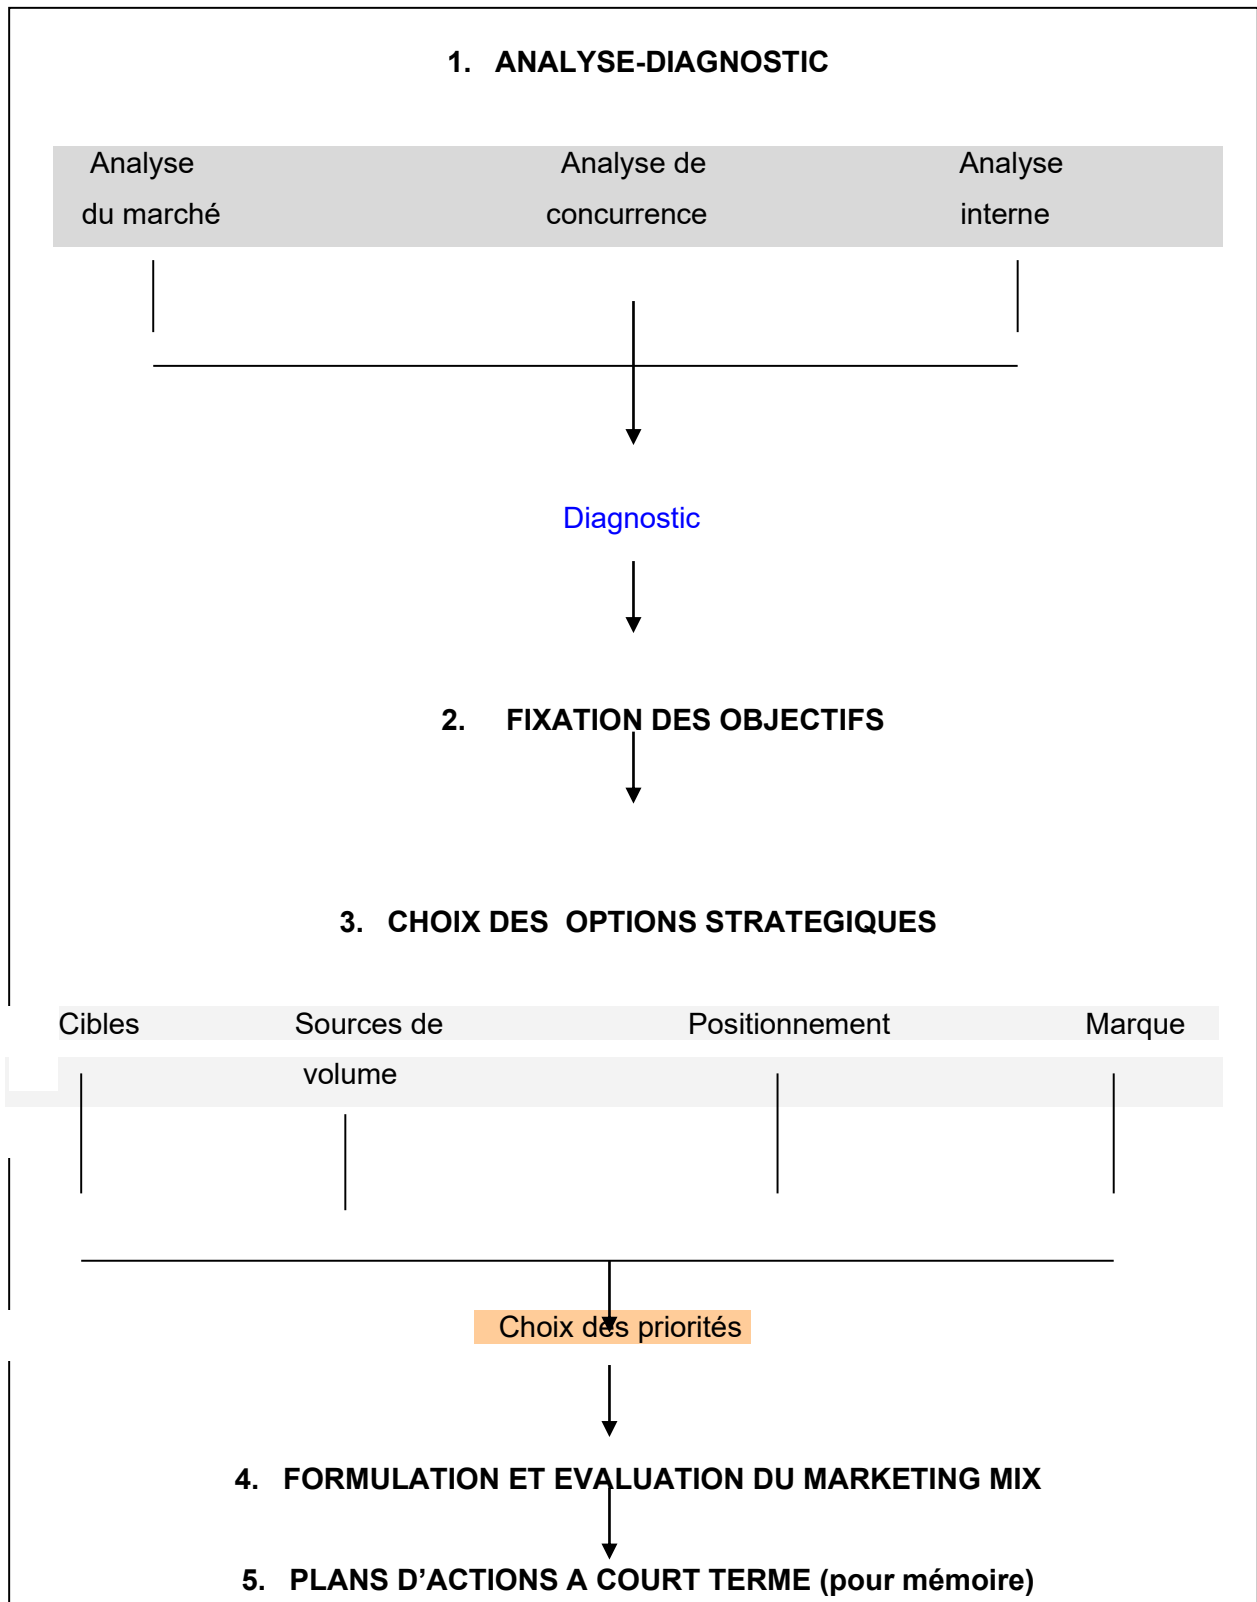 1. ANALYSE-DIAGNOSTIC
Analyse Analyse de Analyse
du marché concurrence interne
Diagnostic
2. FIXATION DES OBJECTIFS
3. CHOIX DES OPTIONS STRATEGIQUES
Cibles Sources de Positionnement Marque
volume
Choix des priorités
4. FORMULATION ET EVALUATION DU MARKETING MIX
5. PLANS D’ACTIONS A COURT TERME (pour mémoire)